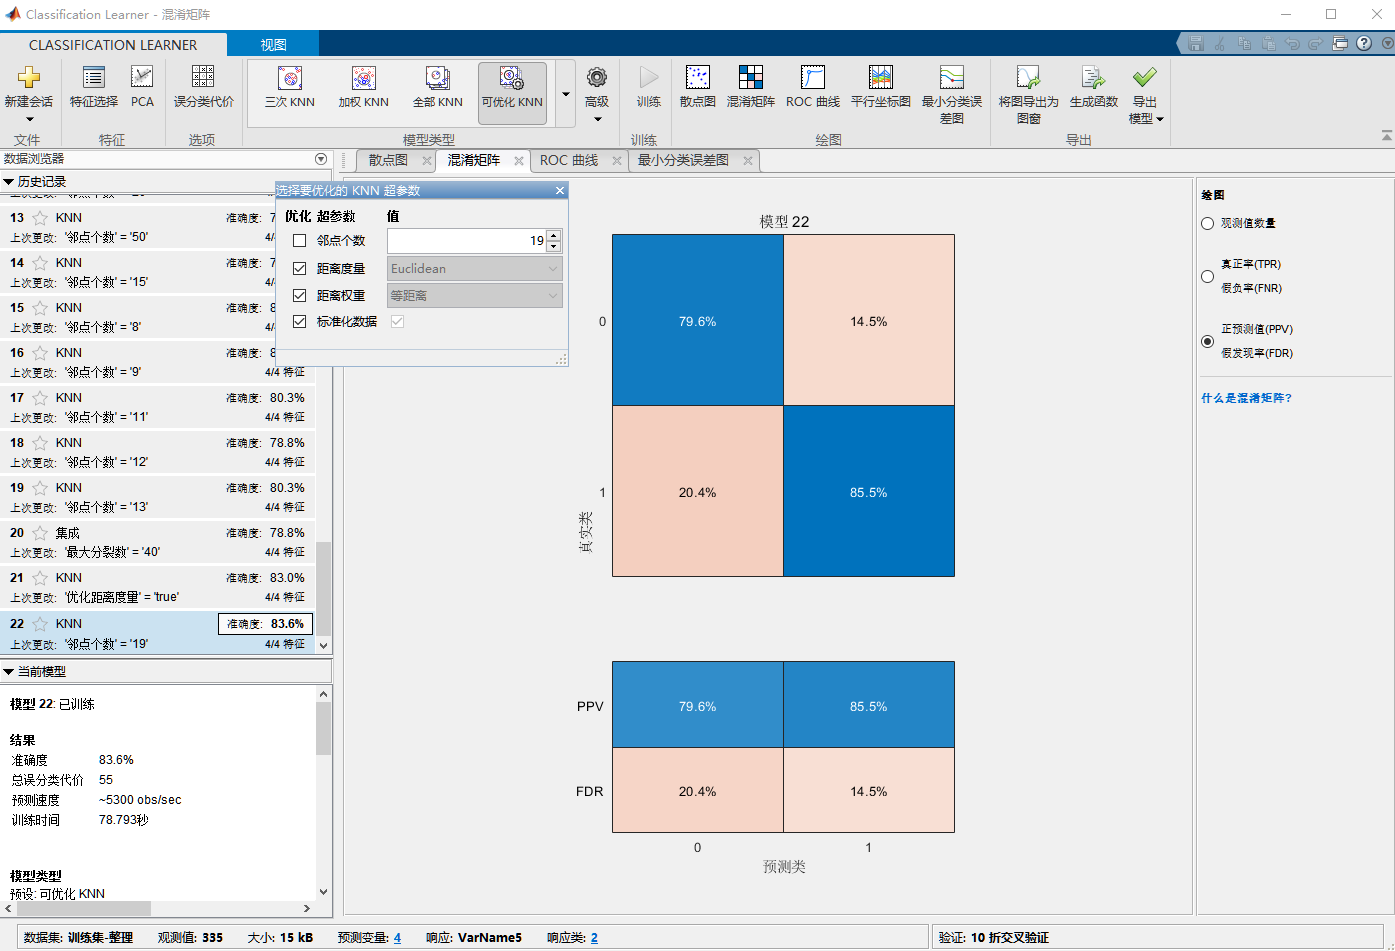 Classification Learner - 混淆矩阵
CLASSIFICATION LEARNER
视图
新建会话
特征选择
PCA
误分类代价
三次 KNN
加权 KNN
全部 KNN
可优化 KNN
高级
训练
散点图
混淆矩阵
ROC 曲线
平行坐标图
最小分类误
差图
将图导出为
图窗
生成函数
导出
模型
文件
特征
选项
模型类型
训练
绘图
导出
数据浏览器
散点图
混淆矩阵
ROC 曲线
最小分类误差图
历史记录
13 KNN 准确度: 7
上次更改: '邻点个数' = '50' 4/
14 KNN 准确度: 7
上次更改: '邻点个数' = '15' 4/
15 KNN 准确度: 8
上次更改: '邻点个数' = '8' 4/
16 KNN 准确度: 8
上次更改: '邻点个数' = '9' 4/4 特征
17 KNN 准确度: 80.3%
上次更改: '邻点个数' = '11' 4/4 特征
18 KNN 准确度: 78.8%
上次更改: '邻点个数' = '12' 4/4 特征
19 KNN 准确度: 80.3%
上次更改: '邻点个数' = '13' 4/4 特征
20 集成 准确度: 78.8%
上次更改: '最大分裂数' = '40' 4/4 特征
21 KNN 准确度: 83.0%
上次更改: '优化距离度量' = 'true' 4/4 特征
22 KNN 准确度: 83.6%
上次更改: '邻点个数' = '19' 4/4 特征
选择要优化的 KNN 超参数
优化 超参数 值
邻点个数 19
距离度量 Euclidean
距离权重 等距离
标准化数据
当前模型
模型 22: 已训练
结果
准确度 83.6%
总误分类代价 55
预测速度 ~5300 obs/sec
训练时间 78.793秒
模型类型
预设: 可优化 KNN
模型 22
0
79.6%
14.5%
1
20.4%
85.5%
真实类
PPV
79.6%
85.5%
FDR
20.4%
14.5%
0
1
预测类
绘图
观测值数量
真正率(TPR)
假负率(FNR)
正预测值(PPV)
假发现率(FDR)
什么是混淆矩阵?
数据集: 训练集-整理 观测值: 335 大小: 15 kB 预测变量: 4 响应: VarName5 响应类: 2
验证: 10 折交叉验证